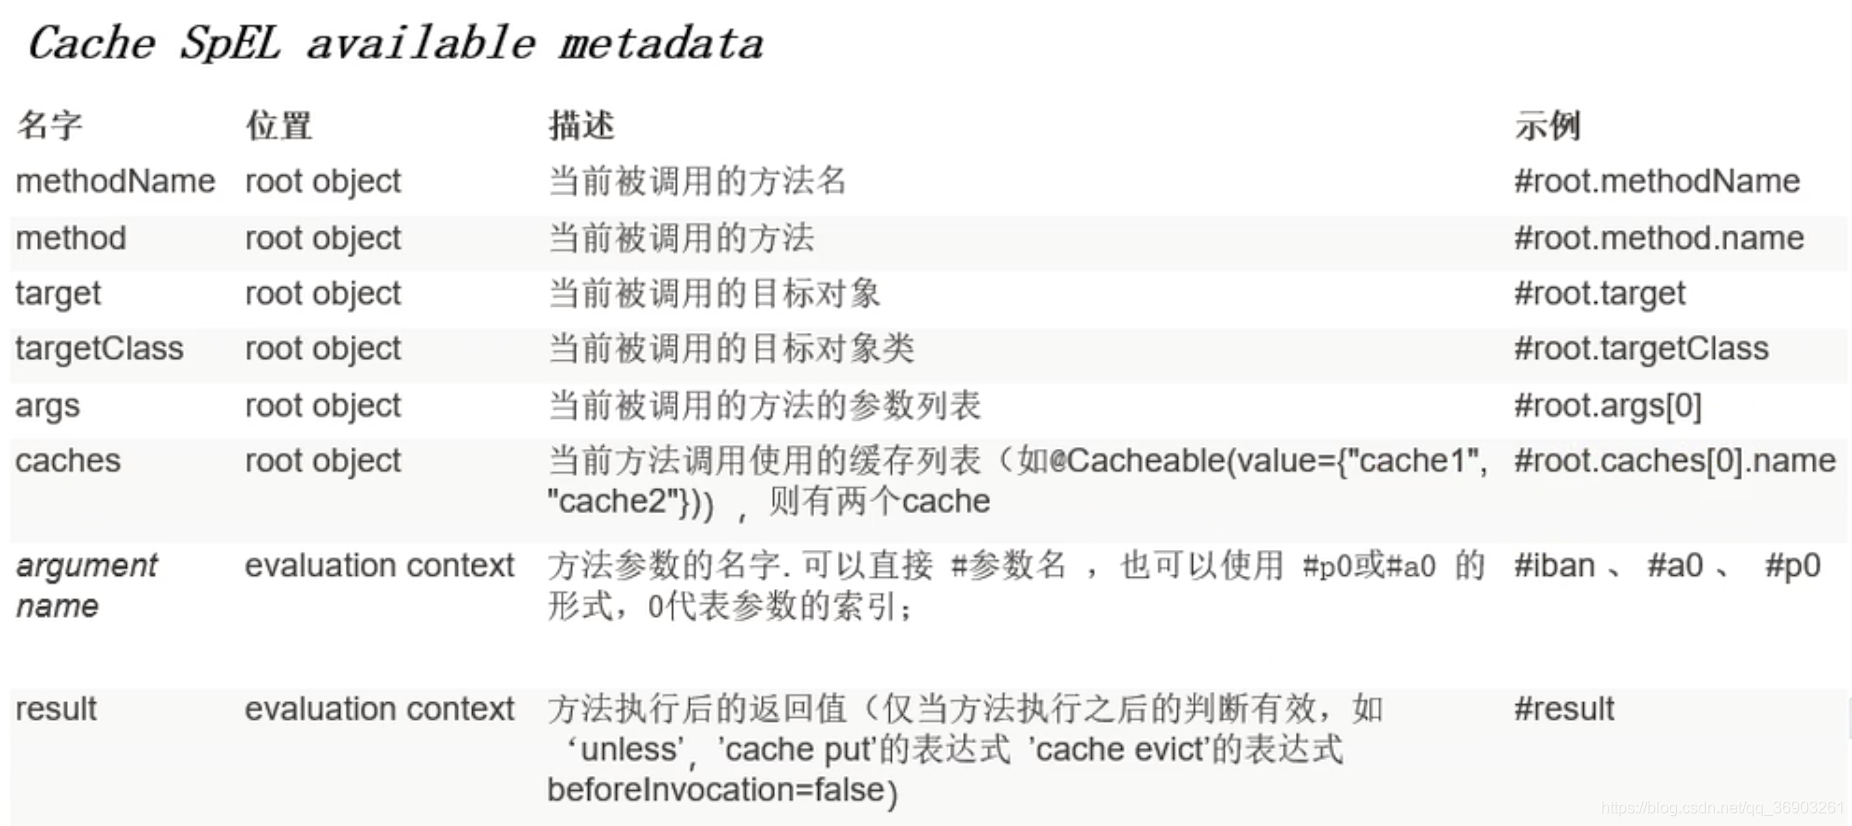 Cache SpEL available metadata
名字 位置 描述 示例
methodName root object 当前被调用的方法名 #root.methodName
method root object 当前被调用的方法 #root.method.name
target root object 当前被调用的目标对象 #root.target
targetClass root object 当前被调用的目标对象类 #root.targetClass
args root object 当前被调用的方法的参数列表 #root.args[0]
caches root object 当前方法调用使用的缓存列表（如@Cacheable(value={"cache1", #root.caches[0].name
"cache2"})），则有两个cache
argument evaluation context 方法参数的名字. 可以直接 #参数名 ，也可以使用 #p0或#a0 的 #iban 、 #a0 、 #p0
name 形式，0代表参数的索引；
result evaluation context 方法执行后的返回值（仅当方法执行之后的判断有效，如 #result
‘unless’，’cache put’的表达式 ’cache evict’的表达式
beforeInvocation=false）
https://blog.csdn.net/qq_36903261